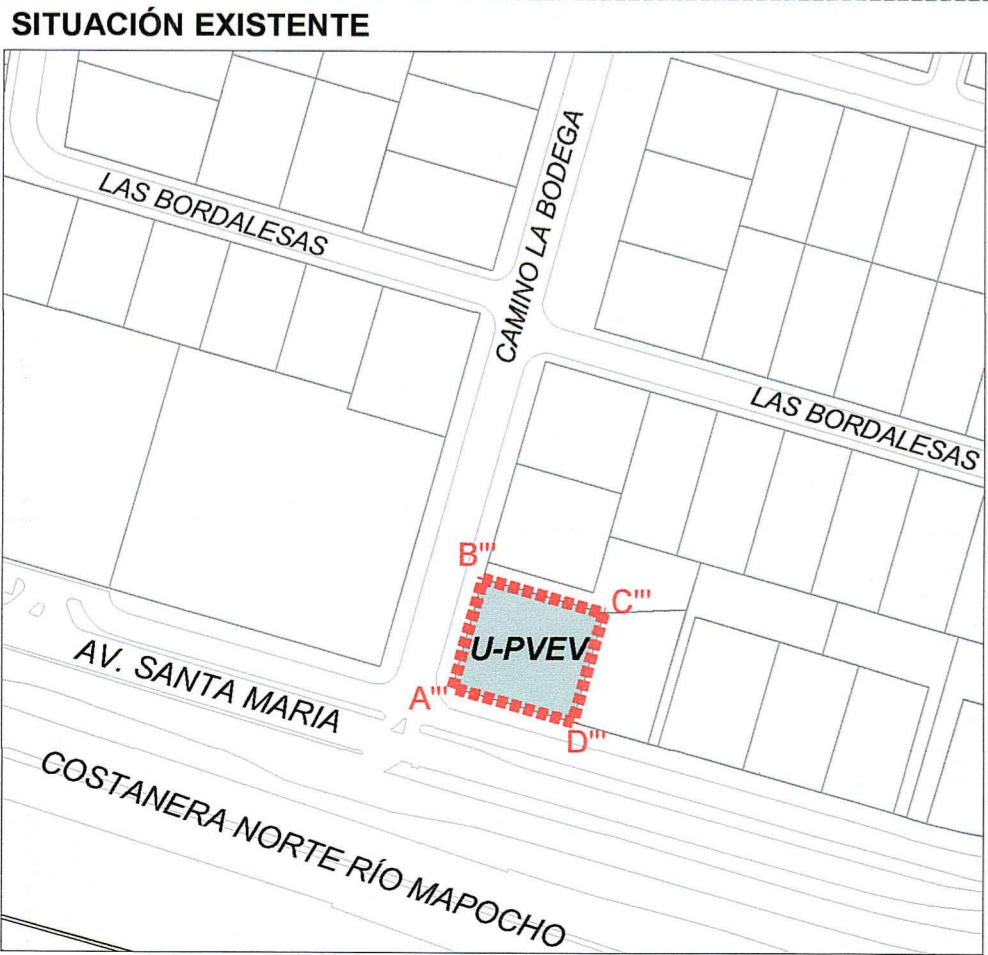 SITUACIÓN EXISTENTE
LAS BORDALESAS
CAMINO LA BODEGA
LAS BORDALESAS
B'''
C'''
U-PVEV
A'''
D'''
AV. SANTA MARIA
COSTANERA NORTE RÍO MAPOCHO